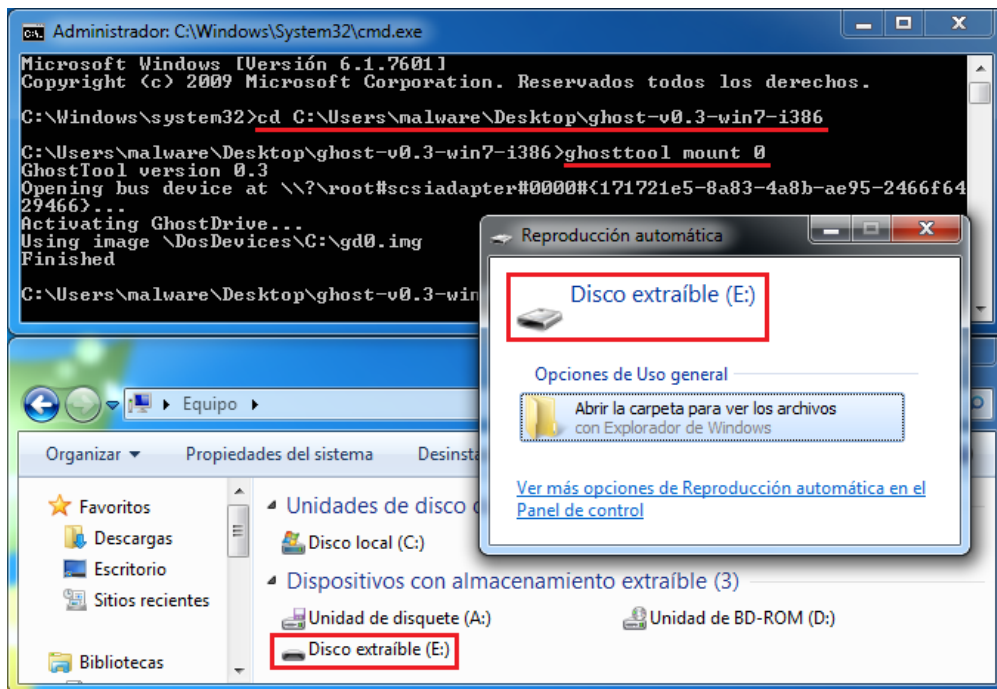 Administrador: C:\Windows\System32\cmd.exe
Microsoft Windows [Versión 6.1.7601]
Copyright (c) 2009 Microsoft Corporation. Reservados todos los derechos.
C:\Windows\system32>cd C:\Users\malware\Desktop\ghost-v0.3-win7-i386
C:\Users\malware\Desktop\ghost-v0.3-win7-i386>ghosttool mount 0
GhostTool version 0.3
Opening bus device at \\?\root#scsiadapter#0000#{171721e5-8a83-4a8b-ae95-2466f64
29466}...
Activating GhostDrive...
Using image \DosDevices\C:\gd0.img
Finished
C:\Users\malware\Desktop\ghost-v0.3-win
Reproducción automática
Disco extraíble (E:)
Opciones de Uso general
Abrir la carpeta para ver los archivos
con Explorador de Windows
Ver más opciones de Reproducción automática en el
Panel de control
Equipo
Organizar Propiedades del sistema Desinsta
Favoritos
Descargas
Escritorio
Sitios recientes
Bibliotecas
Unidades de disco
Disco local (C:)
Dispositivos con almacenamiento extraíble (3)
Unidad de disquete (A:) Unidad de BD-ROM (D:)
Disco extraíble (E:)